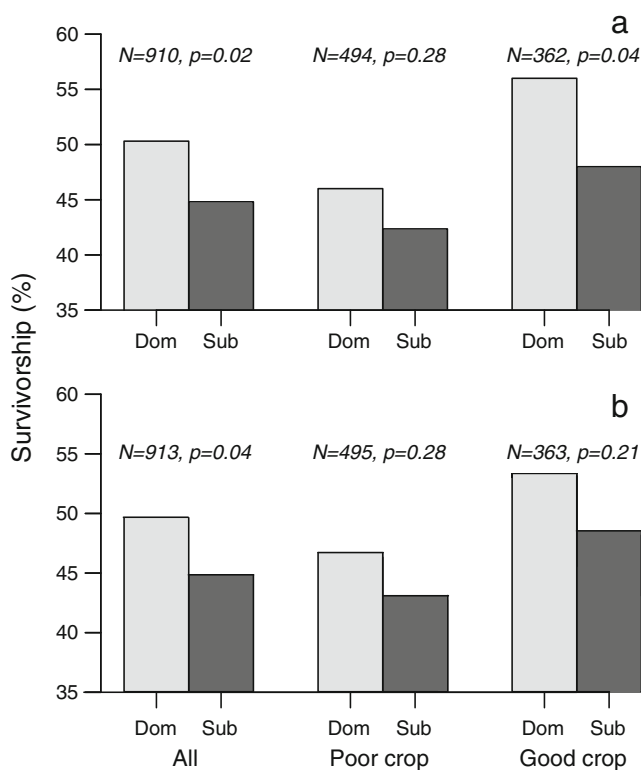 a
60
N=910, p=0.02 N=494, p=0.28 N=362, p=0.04
55
50
45
40
35
Dom Sub Dom Sub Dom Sub
Survivorship (%)
b
60
N=913, p=0.04 N=495, p=0.28 N=363, p=0.21
55
50
45
40
35
Dom Sub Dom Sub Dom Sub
All Poor crop Good crop